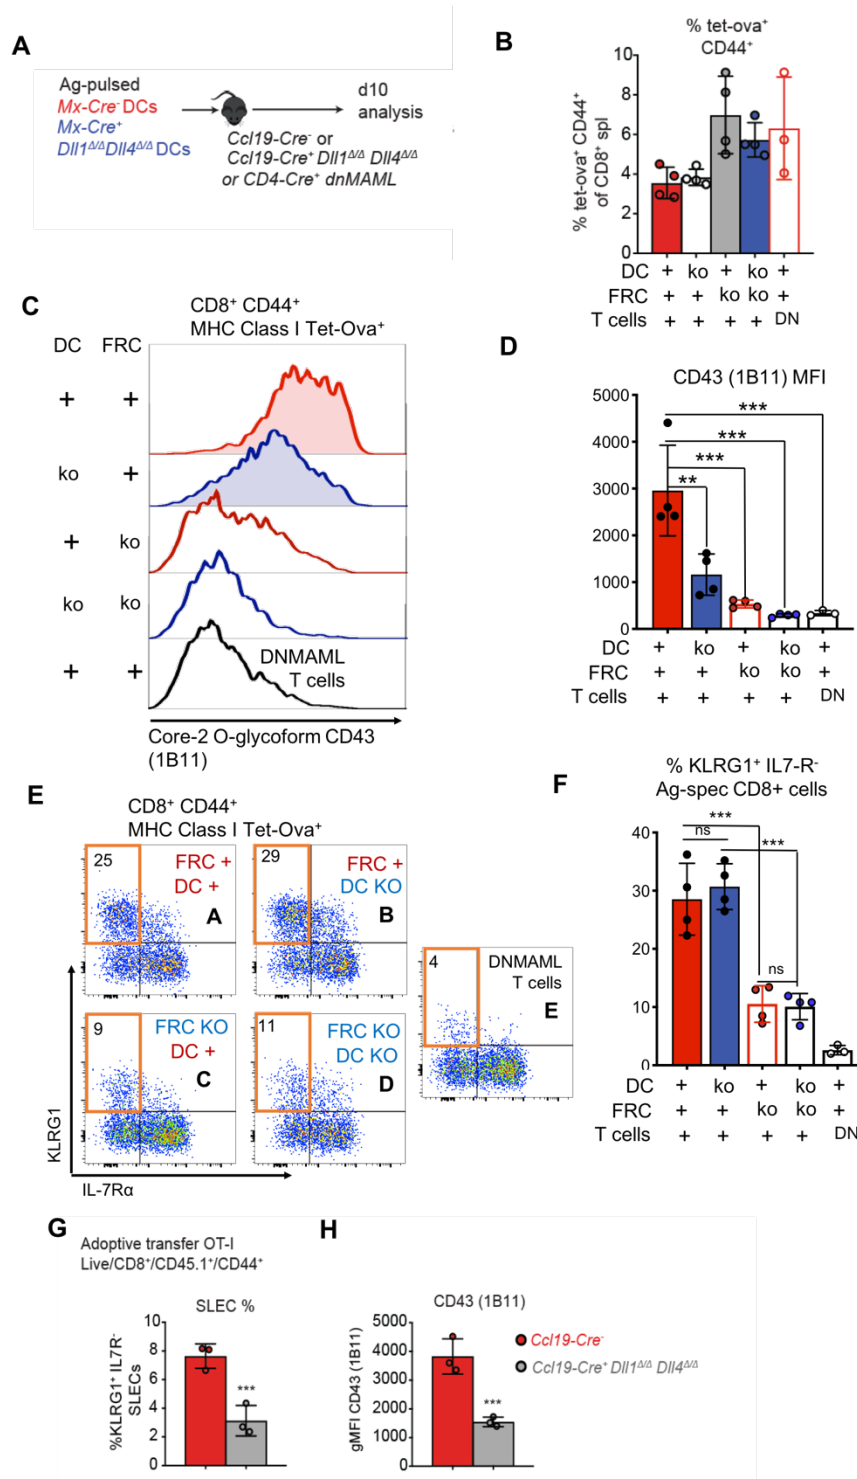 A
Ag-pulsed
Mx-Cre⁻ DCs
Mx-Cre⁺
Dll1^Δ/Δ Dll4^Δ/Δ DCs
d10
analysis
Ccl19-Cre⁻ or
Ccl19-Cre⁺ Dll1^Δ/Δ Dll4^Δ/Δ
or CD4-Cre⁺ dnMAML
B
% tet-ova⁺
CD44⁺
% tet-ova⁺ CD44⁺
of CD8⁺ spl
10
8
6
4
2
0
DC + ko + ko +
FRC + + ko ko +
T cells + + + + DN
C
CD8⁺ CD44⁺
MHC Class I Tet-Ova⁺
DC FRC
+ +
ko +
+ ko
ko ko
+ +
DNMAML
T cells
Core-2 O-glycoform CD43
(1B11)
D
CD43 (1B11) MFI
5000
4000
3000
2000
1000
0
***
***
***
**
DC + ko + ko +
FRC + + ko ko +
T cells + + + + DN
E
CD8⁺ CD44⁺
MHC Class I Tet-Ova⁺
25
FRC +
DC +
A
29
FRC +
DC KO
B
9
FRC KO
DC +
C
11
FRC KO
DC KO
D
4
DNMAML
T cells
E
KLRG1
IL-7Rα
F
% KLRG1⁺ IL7-R⁻
Ag-spec CD8+ cells
***
ns
***
ns
40
30
20
10
0
DC + ko + ko +
FRC + + ko ko +
T cells + + + + DN
G
Adoptive transfer OT-I
Live/CD8⁺/CD45.1⁺/CD44⁺
SLEC %
%KLRG1⁺ IL7R⁻
SLECs
10
8
6
4
2
0
***
H
CD43 (1B11)
gMFI CD43 (1B11)
5000
4000
3000
2000
1000
0
***
Ccl19-Cre⁻
Ccl19-Cre⁺ Dll1^Δ/Δ Dll4^Δ/Δ